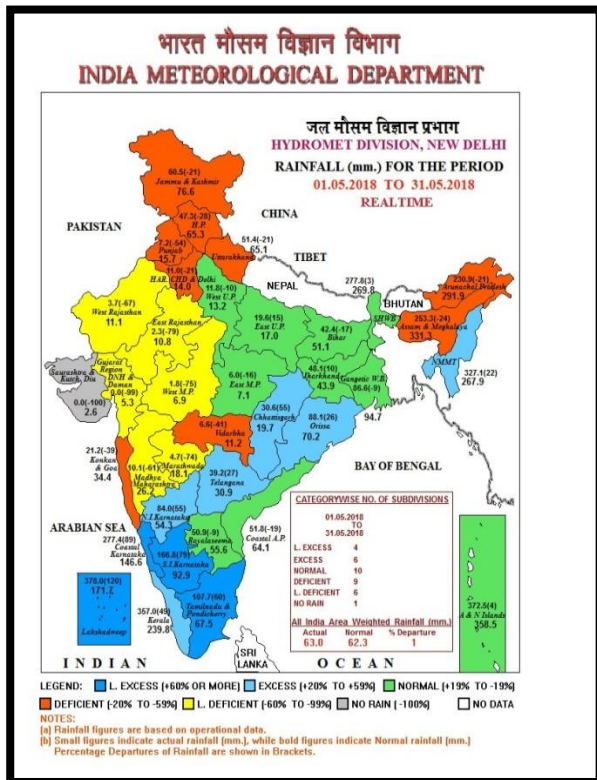 भारत मौसम विज्ञान विभाग
INDIA METEOROLOGICAL DEPARTMENT
जल मौसम विज्ञान प्रभाग
HYDROMET DIVISION, NEW DELHI
RAINFALL (mm.) FOR THE PERIOD
01.05.2018 TO 31.05.2018
REALTIME
60.5(-21)
Jammu & Kashmir
76.6
PAKISTAN
CHINA
47.3(-28)
H.P.
65.3
7.2(-54)
Punjab
15.7
51.4(-21)
65.1
Uttarakhand
TIBET
11.0(-21)
HAR. CHD & Delhi
14.0
11.8(-10)
West U.P.
13.2
NEPAL
277.8(3)
269.8
BHUTAN
SHWB
230.9(-21)
Arunachal Pradesh
291.9
253.3(-24)
Assam & Meghalaya
331.3
NMMT
327.1(22)
267.9
3.7(-67)
West Rajasthan
11.1
East Rajasthan
2.3(-79)
10.8
19.6(15)
East U.P.
17.0
42.4(-17)
Bihar
51.1
48.1(10)
Jharkhand
43.9
Gangetic W.B.
86.6(-9)
94.7
Saurashtra &
Kutch, Diu
0.0(-100)
2.6
Gujarat
Region
DNH &
Daman
0.0(-99)
5.3
1.8(-75)
West M.P.
6.9
6.0(-16)
East M.P.
7.1
30.6(55)
Chhattisgarh
19.7
88.1(26)
Orissa
70.2
6.6(-41)
Vidarbha
11.2
21.2(-39)
Konkan
& Goa
34.4
10.1(-61)
Madhya
Maharashtra
26.2
4.7(-74)
Marathwada
18.1
39.2(27)
Telangana
30.9
BAY OF BENGAL
ARABIAN SEA
84.0(55)
N.I.Karnataka
54.3
277.4(89)
Coastal
Karnataka
146.6
50.9(-9)
Rayalaseema
55.6
51.8(-19)
Coastal A.P.
64.1
166.8(79)
S.I.Karnataka
92.9
378.0(120)
171.7
Lakshadweep
357.0(49)
Kerala
239.8
107.7(60)
Tamilnadu &
Pondicherry
67.5
CATEGORYWISE NO. OF SUBDIVISIONS
01.05.2018
TO
31.05.2018
L. EXCESS 4
EXCESS 6
NORMAL 10
DEFICIENT 9
L. DEFICIENT 6
NO RAIN 1
All India Area Weighted Rainfall (mm.)
Actual Normal % Departure
63.0 62.3 1
372.5(4)
A & N Islands
358.5
SRI
LANKA
INDIAN OCEAN
LEGEND: L. EXCESS (+60% OR MORE) EXCESS (+20% TO +59%) NORMAL (+19% TO -19%)
DEFICIENT (-20% TO -59%) L. DEFICIENT (-60% TO -99%) NO RAIN (-100%) NO DATA
NOTES:
(a) Rainfall figures are based on operational data.
(b) Small figures indicate actual rainfall (mm.), while bold figures indicate Normal rainfall (mm.)
Percentage Departures of Rainfall are shown in Brackets.